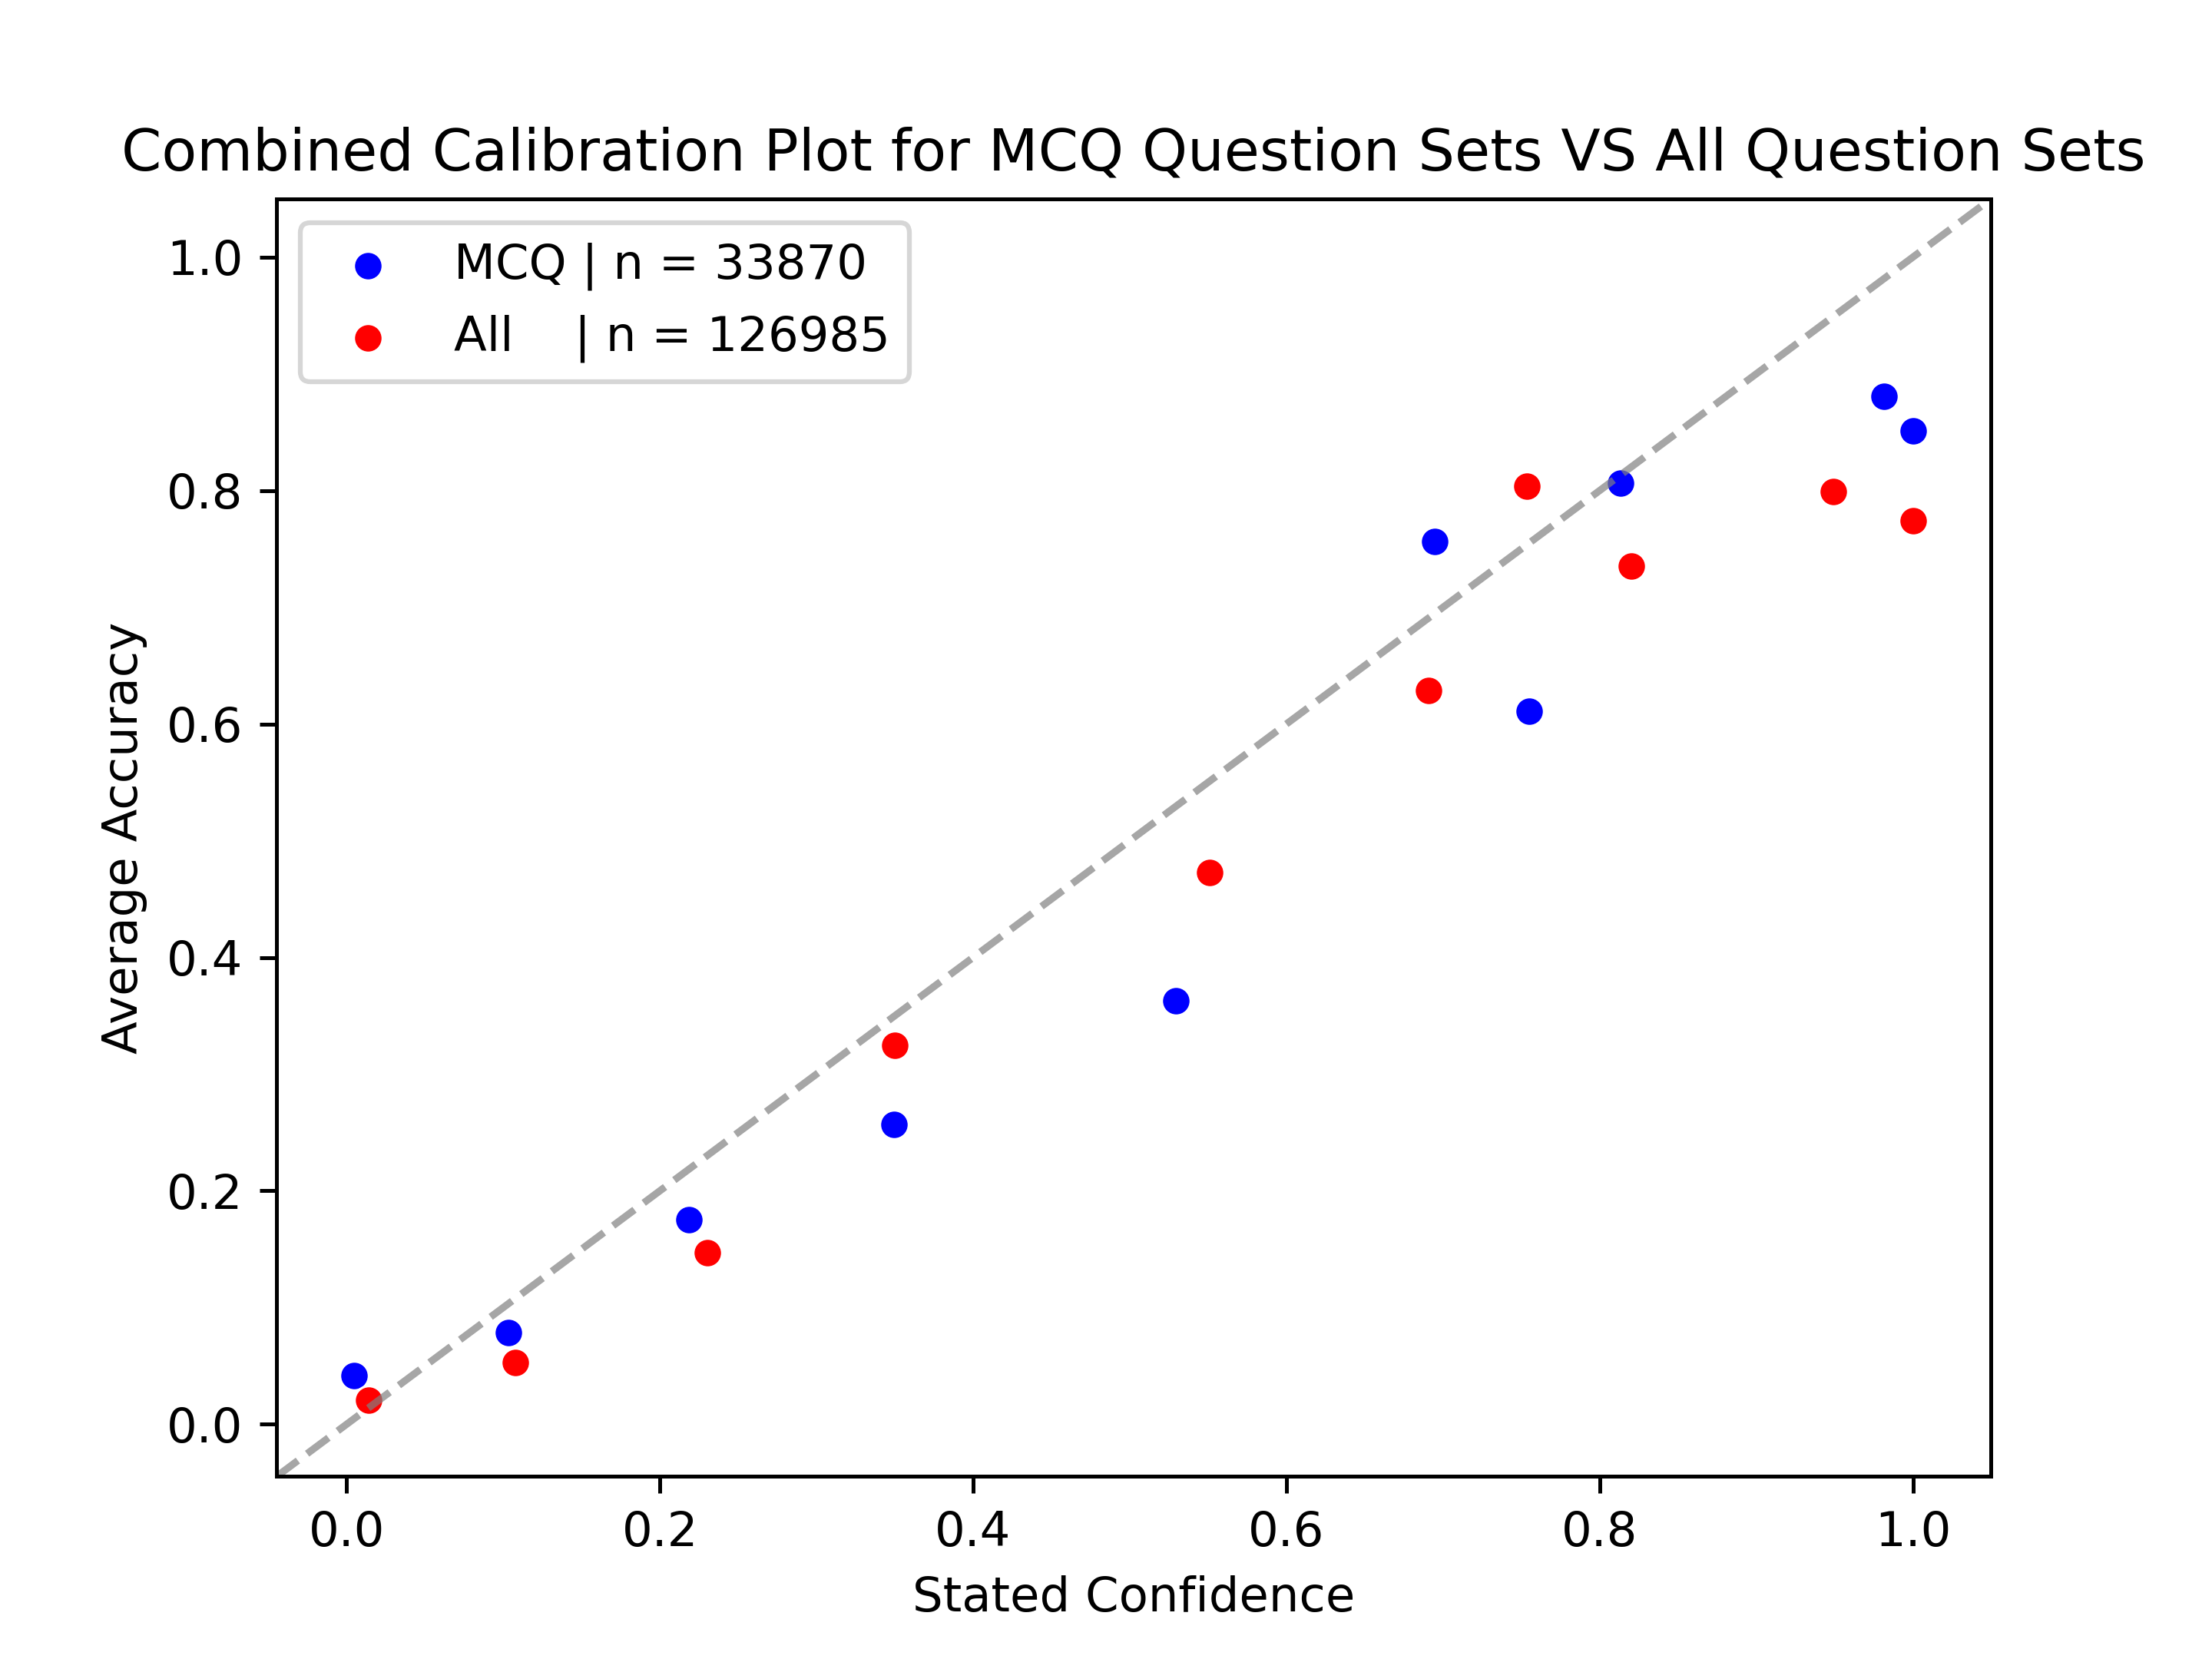 Combined Calibration Plot for MCQ Question Sets VS All Question Sets
MCQ | n = 33870
All | n = 126985
1.0
0.8
0.6
0.4
0.2
0.0
Average Accuracy
0.0 0.2 0.4 0.6 0.8 1.0
Stated Confidence